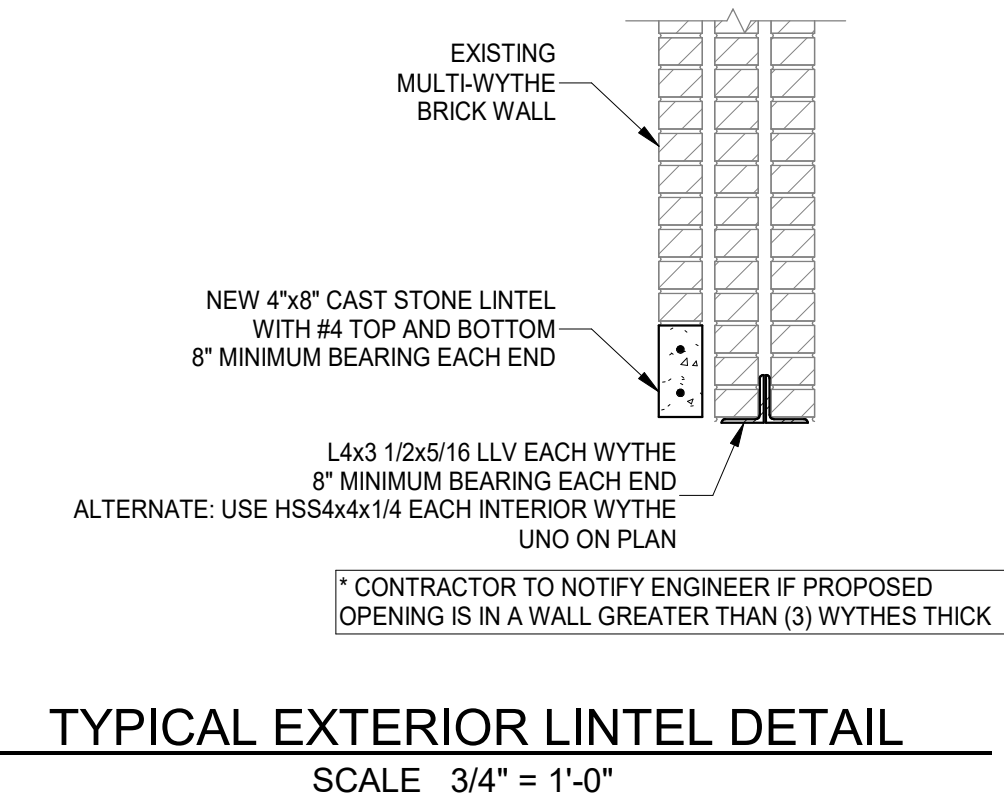 EXISTING
MULTI-WYTHE
BRICK WALL
NEW 4"x8" CAST STONE LINTEL
WITH #4 TOP AND BOTTOM
8" MINIMUM BEARING EACH END
L4x3 1/2x5/16 LLV EACH WYTHE
8" MINIMUM BEARING EACH END
ALTERNATE: USE HSS4x4x1/4 EACH INTERIOR WYTHE
UNO ON PLAN
* CONTRACTOR TO NOTIFY ENGINEER IF PROPOSED
OPENING IS IN A WALL GREATER THAN (3) WYTHES THICK
TYPICAL EXTERIOR LINTEL DETAIL
SCALE 3/4" = 1'-0"